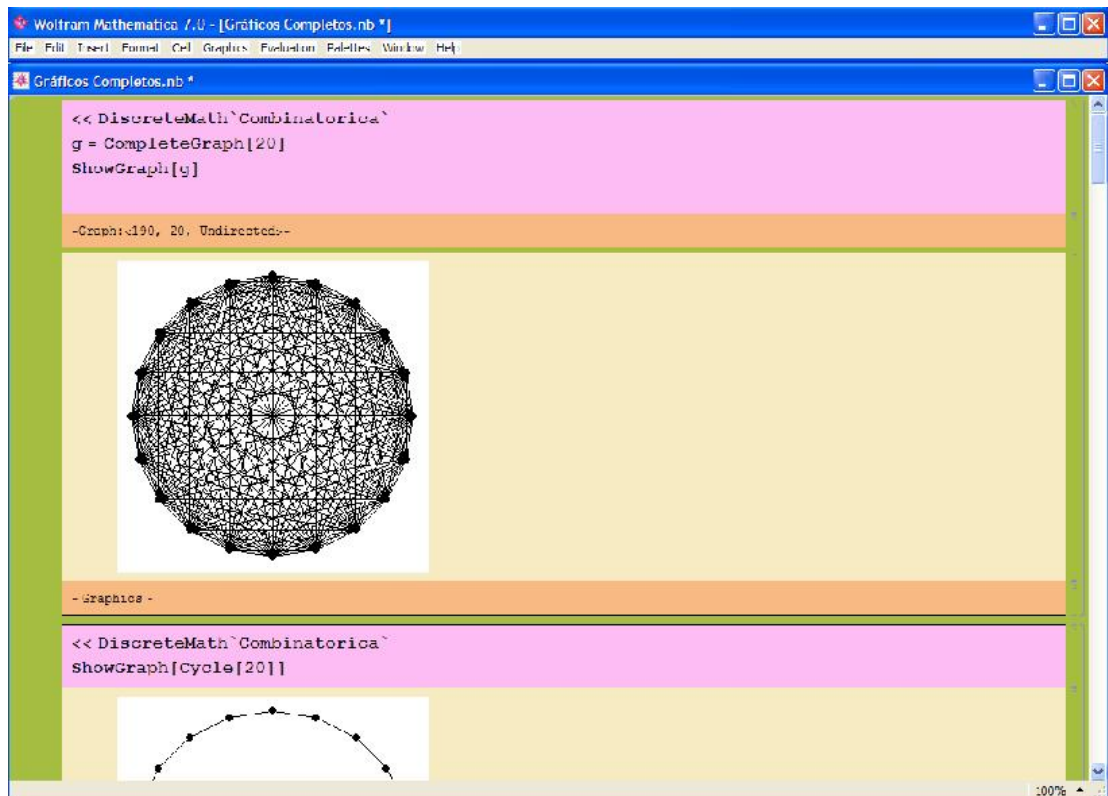 Wolfram Mathematica 7.0 - [Gráficos Completos.nb *]
File Edit Insert Format Cell Graphics Evaluation Palettes Window Help
Gráficos Completos.nb *
<< DiscreteMath`Combinatorica`
g = CompleteGraph[20]
ShowGraph[g]
-Graph:<190, 20, Undirected>-
- Graphics -
<< DiscreteMath`Combinatorica`
ShowGraph[Cycle[20]]
100%